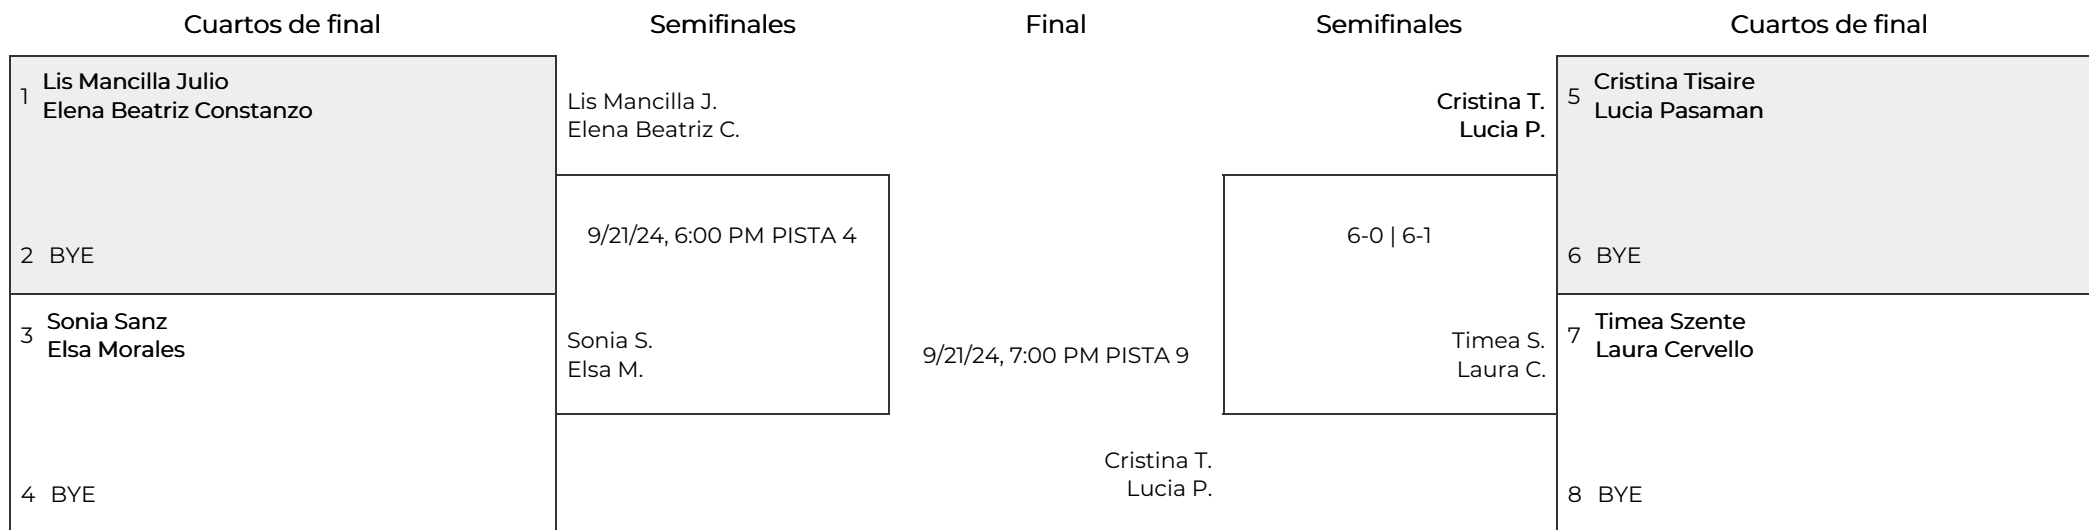 Cuartos de final
Semifinales
Final
Semifinales
Cuartos de final
1
Lis Mancilla Julio
Elena Beatriz Constanzo
2 BYE
3
Sonia Sanz
Elsa Morales
4 BYE
Lis Mancilla J.
Elena Beatriz C.
9/21/24, 6:00 PM PISTA 4
Sonia S.
Elsa M.
9/21/24, 7:00 PM PISTA 9
Cristina T.
Lucia P.
Cristina T.
Lucia P.
6-0 | 6-1
Timea S.
Laura C.
5
Cristina Tisaire
Lucia Pasaman
6 BYE
7
Timea Szente
Laura Cervello
8 BYE